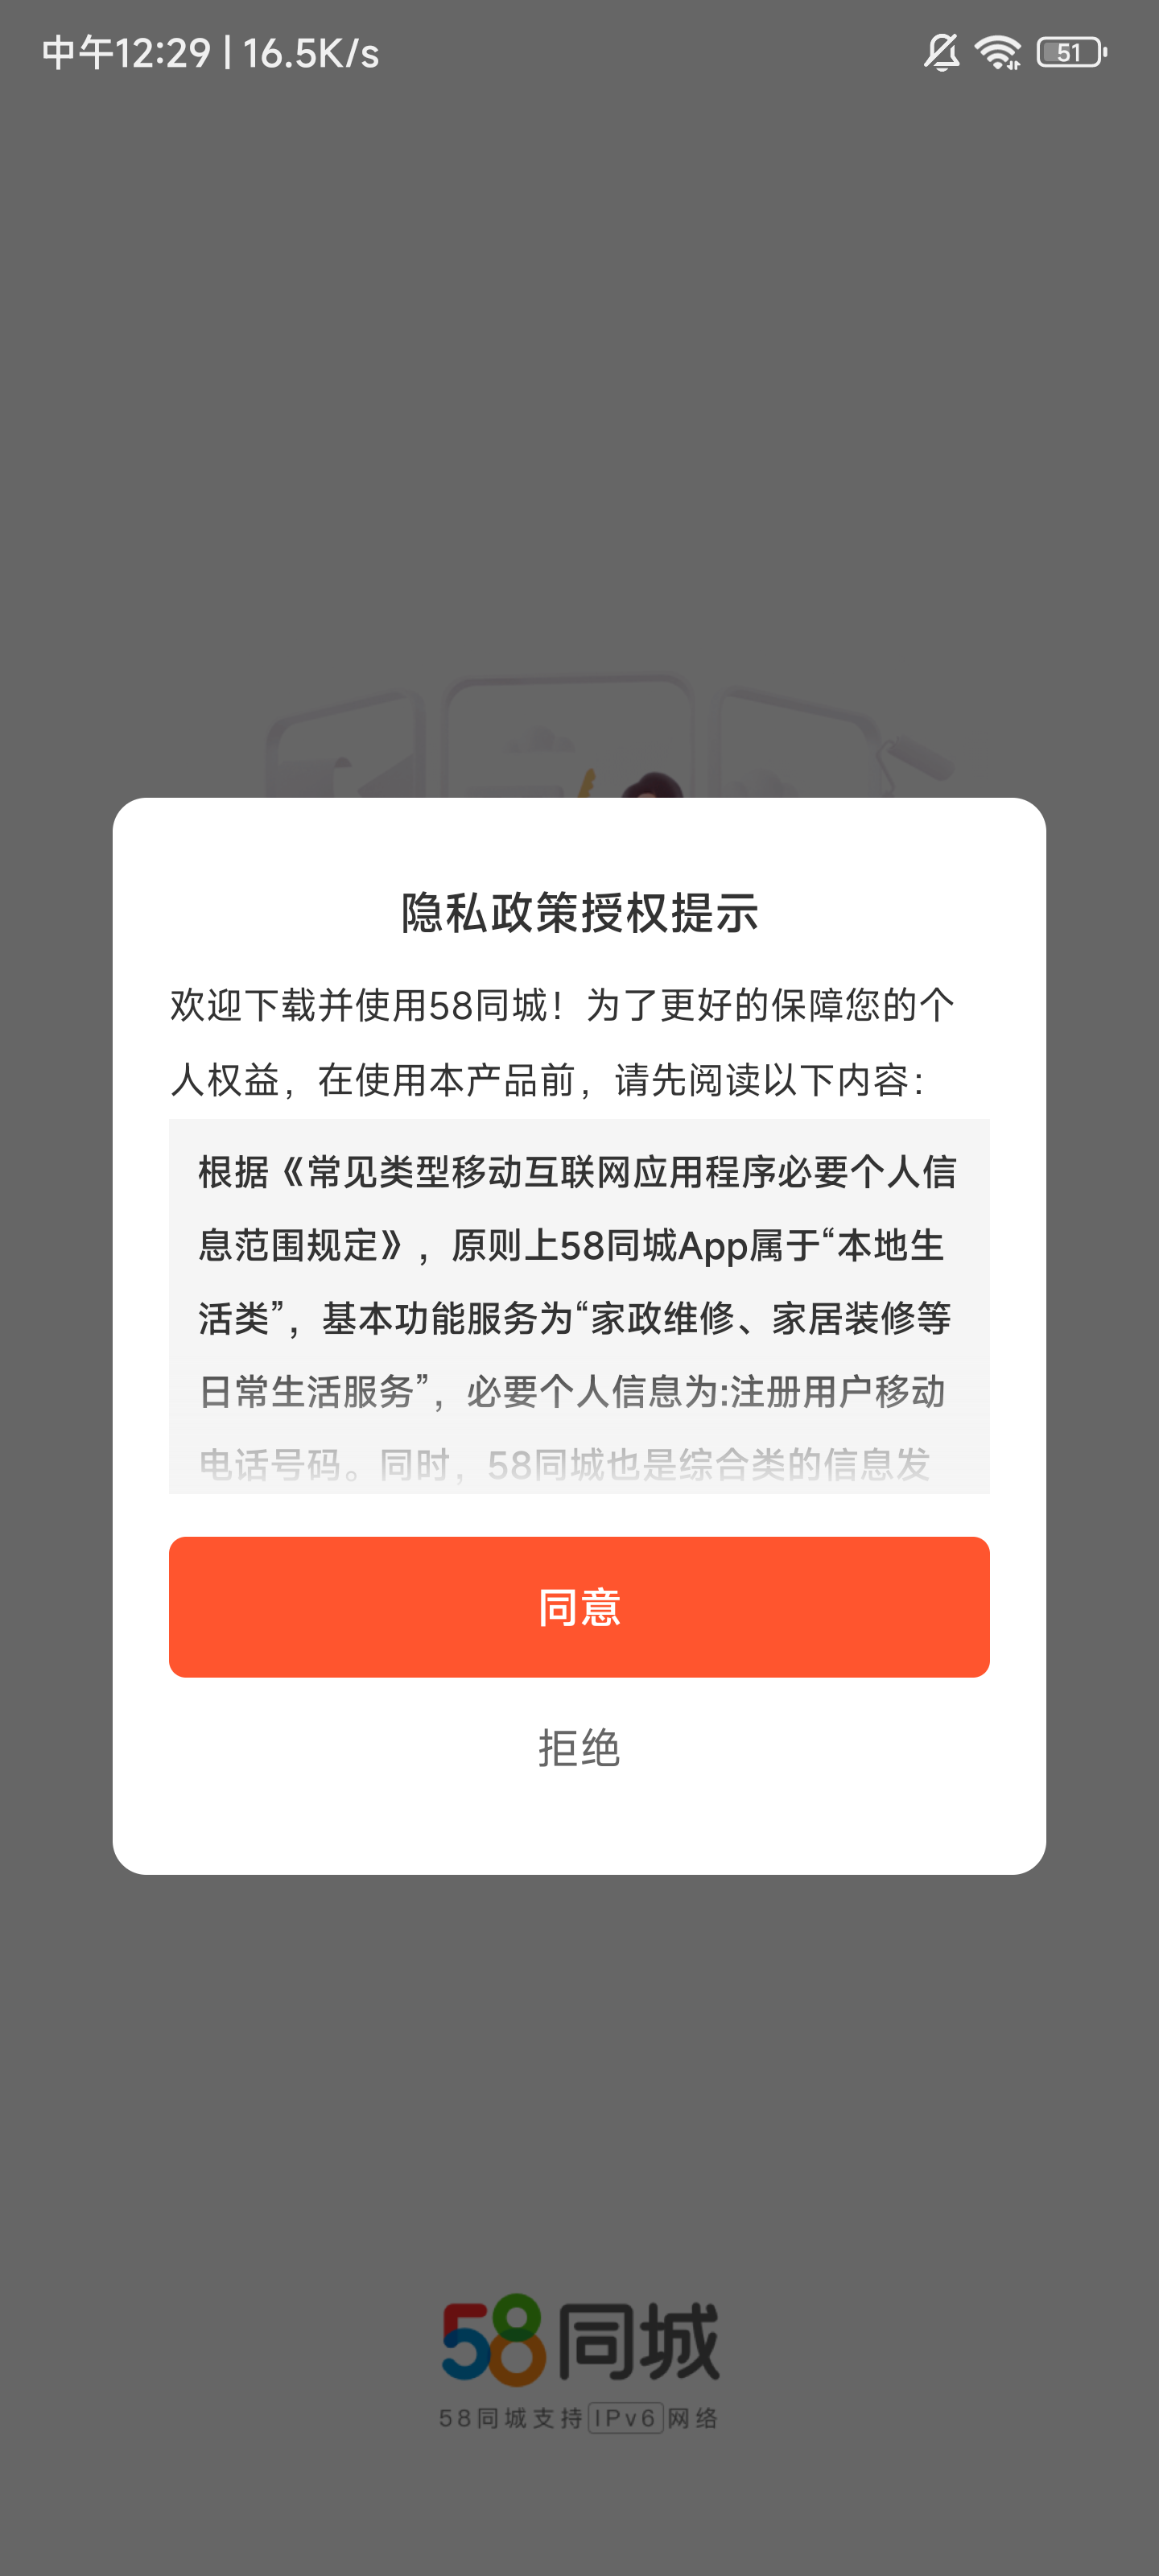 中午12:29 | 16.5K/s
51
隐私政策授权提示
欢迎下载并使用58同城！为了更好的保障您的个
人权益，在使用本产品前，请先阅读以下内容：
根据《常见类型移动互联网应用程序必要个人信
息范围规定》，原则上58同城App属于“本地生
活类”，基本功能服务为“家政维修、家居装修等
日常生活服务”，必要个人信息为:注册用户移动
电话号码。同时，58同城也是综合类的信息发
同意
拒绝
58同城
58同城支持IPv6网络